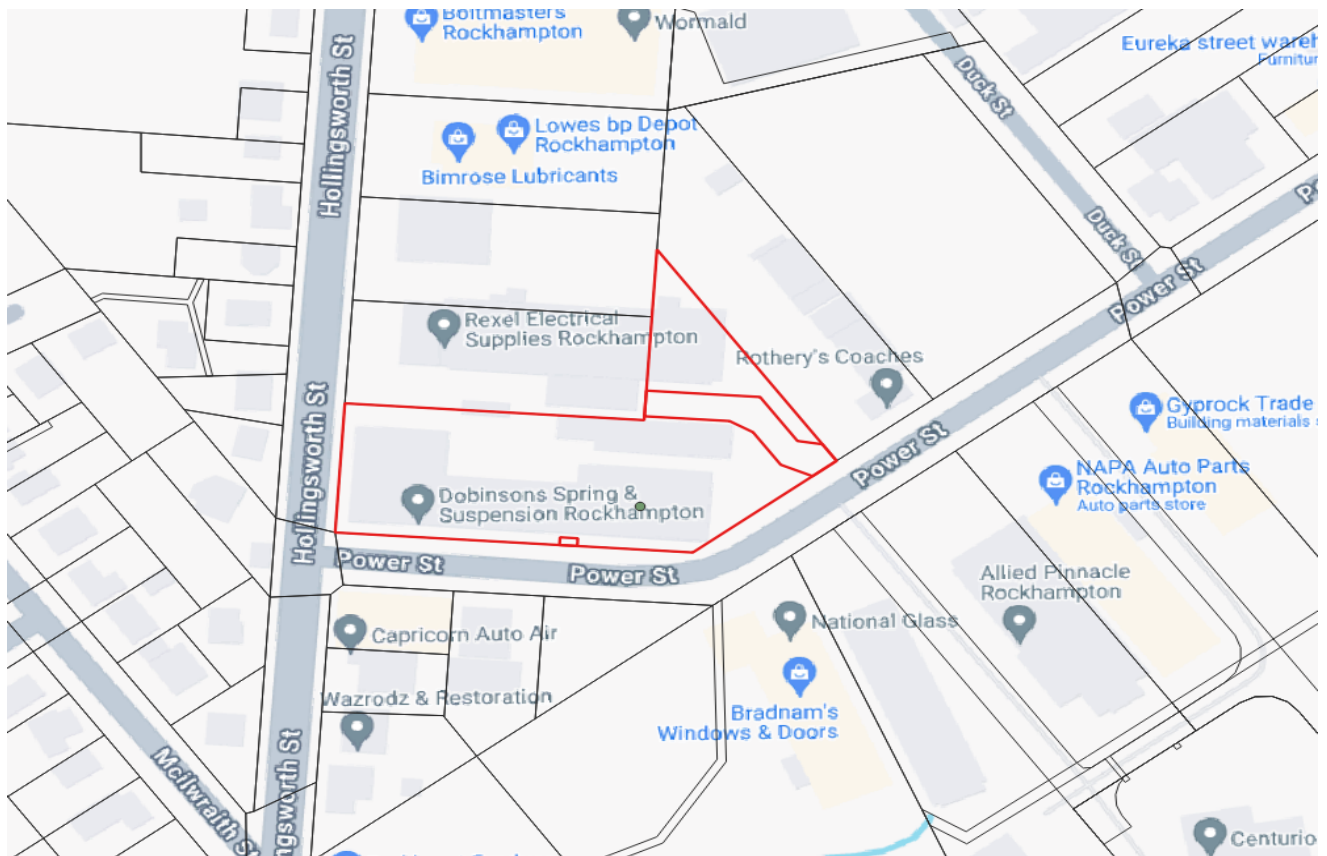 Boltmasters
Rockhampton
Wormald
Eureka street wareh
Furnitur
Hollingsworth St
Duck St
Lowes bp Depot
Rockhampton
Bimrose Lubricants
Duck St
Power St
Rexel Electrical
Supplies Rockhampton
Rothery's Coaches
Hollingsworth St
Power St
Gyprock Trade
Building materials s
NAPA Auto Parts
Rockhampton
Auto parts store
Dobinsons Spring &
Suspension Rockhampton
Power St
Power St
Allied Pinnacle
Rockhampton
Capricorn Auto Air
National Glass
Wazrodz & Restoration
Bradnam's
Windows & Doors
Mcilwraith St
ngsworth St
Centurio